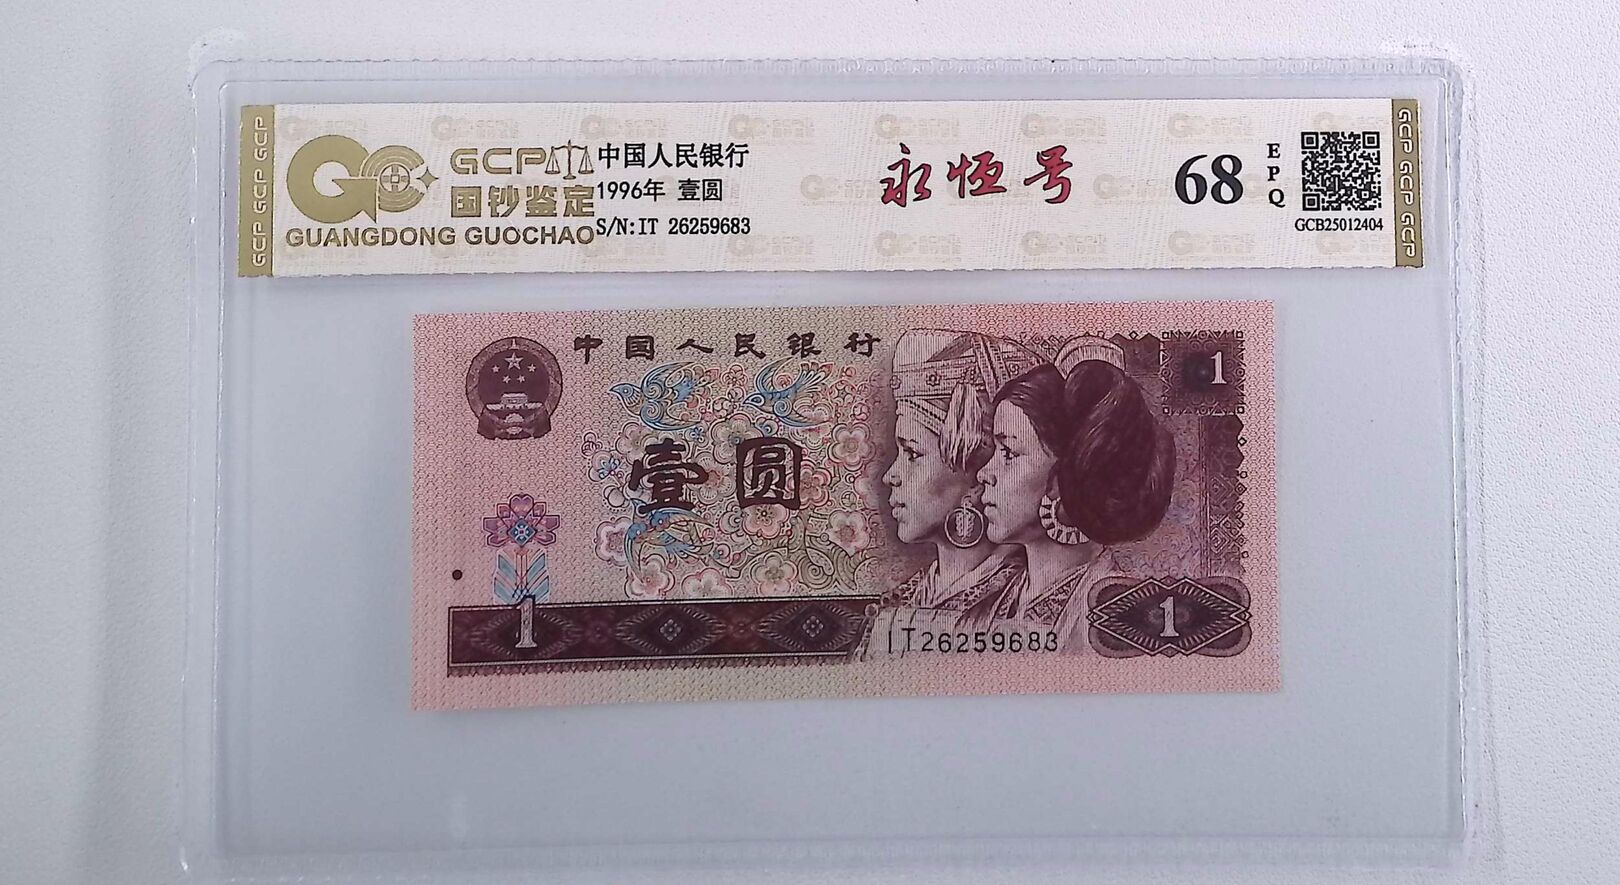 GCP GCP GCP
GCP
国钞鉴定
GUANGDONG GUOCHAO
中国人民银行
1996年 壹圆
S/N:IT 26259683
永恒号
68
EPQ
GCB25012404
GCP GCP GCP
中国人民银行
1
壹圆
1
IT26259683
1